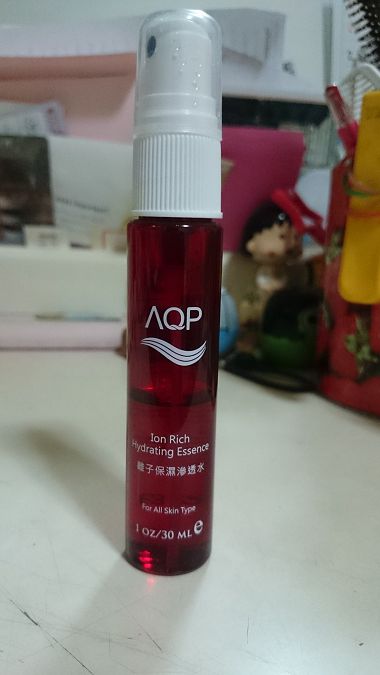 AQP
Ion Rich
Hydrating Essence
離子保濕滲透水
For All Skin Type
1 OZ/30 ML e